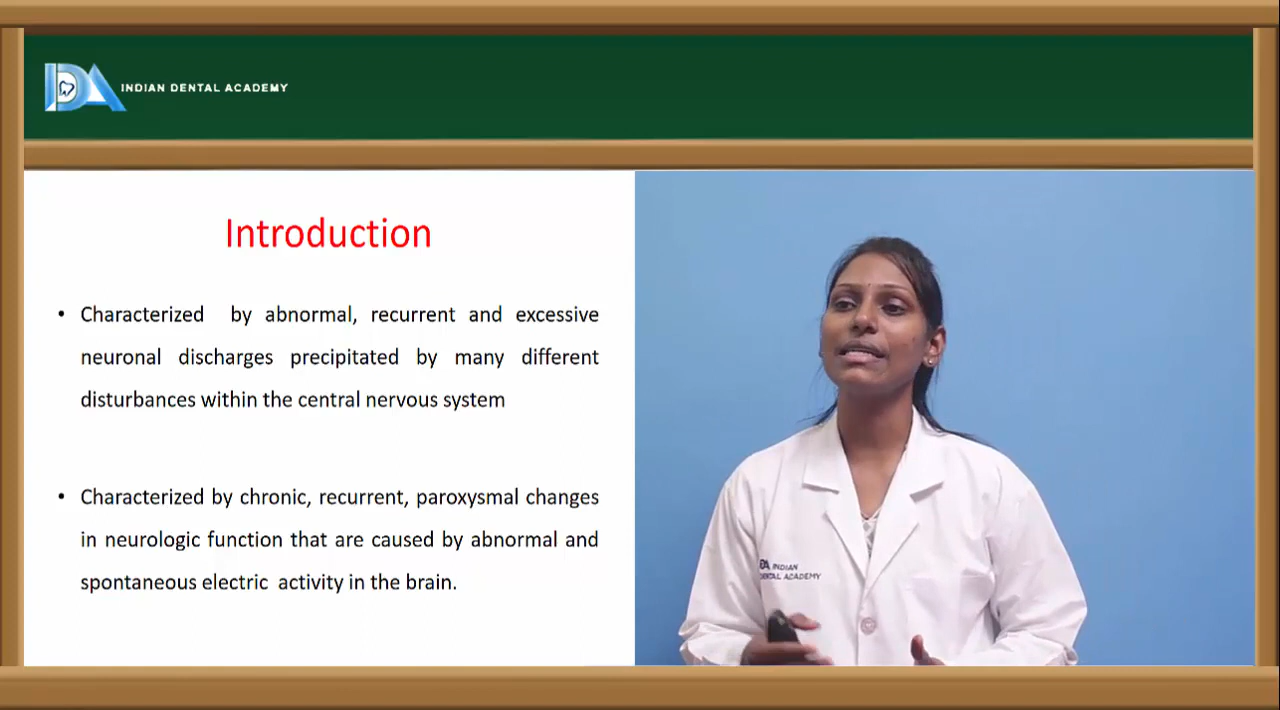 INDIAN DENTAL ACADEMY
Introduction
• Characterized by abnormal, recurrent and excessive
neuronal discharges precipitated by many different
disturbances within the central nervous system
• Characterized by chronic, recurrent, paroxysmal changes
in neurologic function that are caused by abnormal and
spontaneous electric activity in the brain.
IDA INDIAN
DENTAL ACADEMY